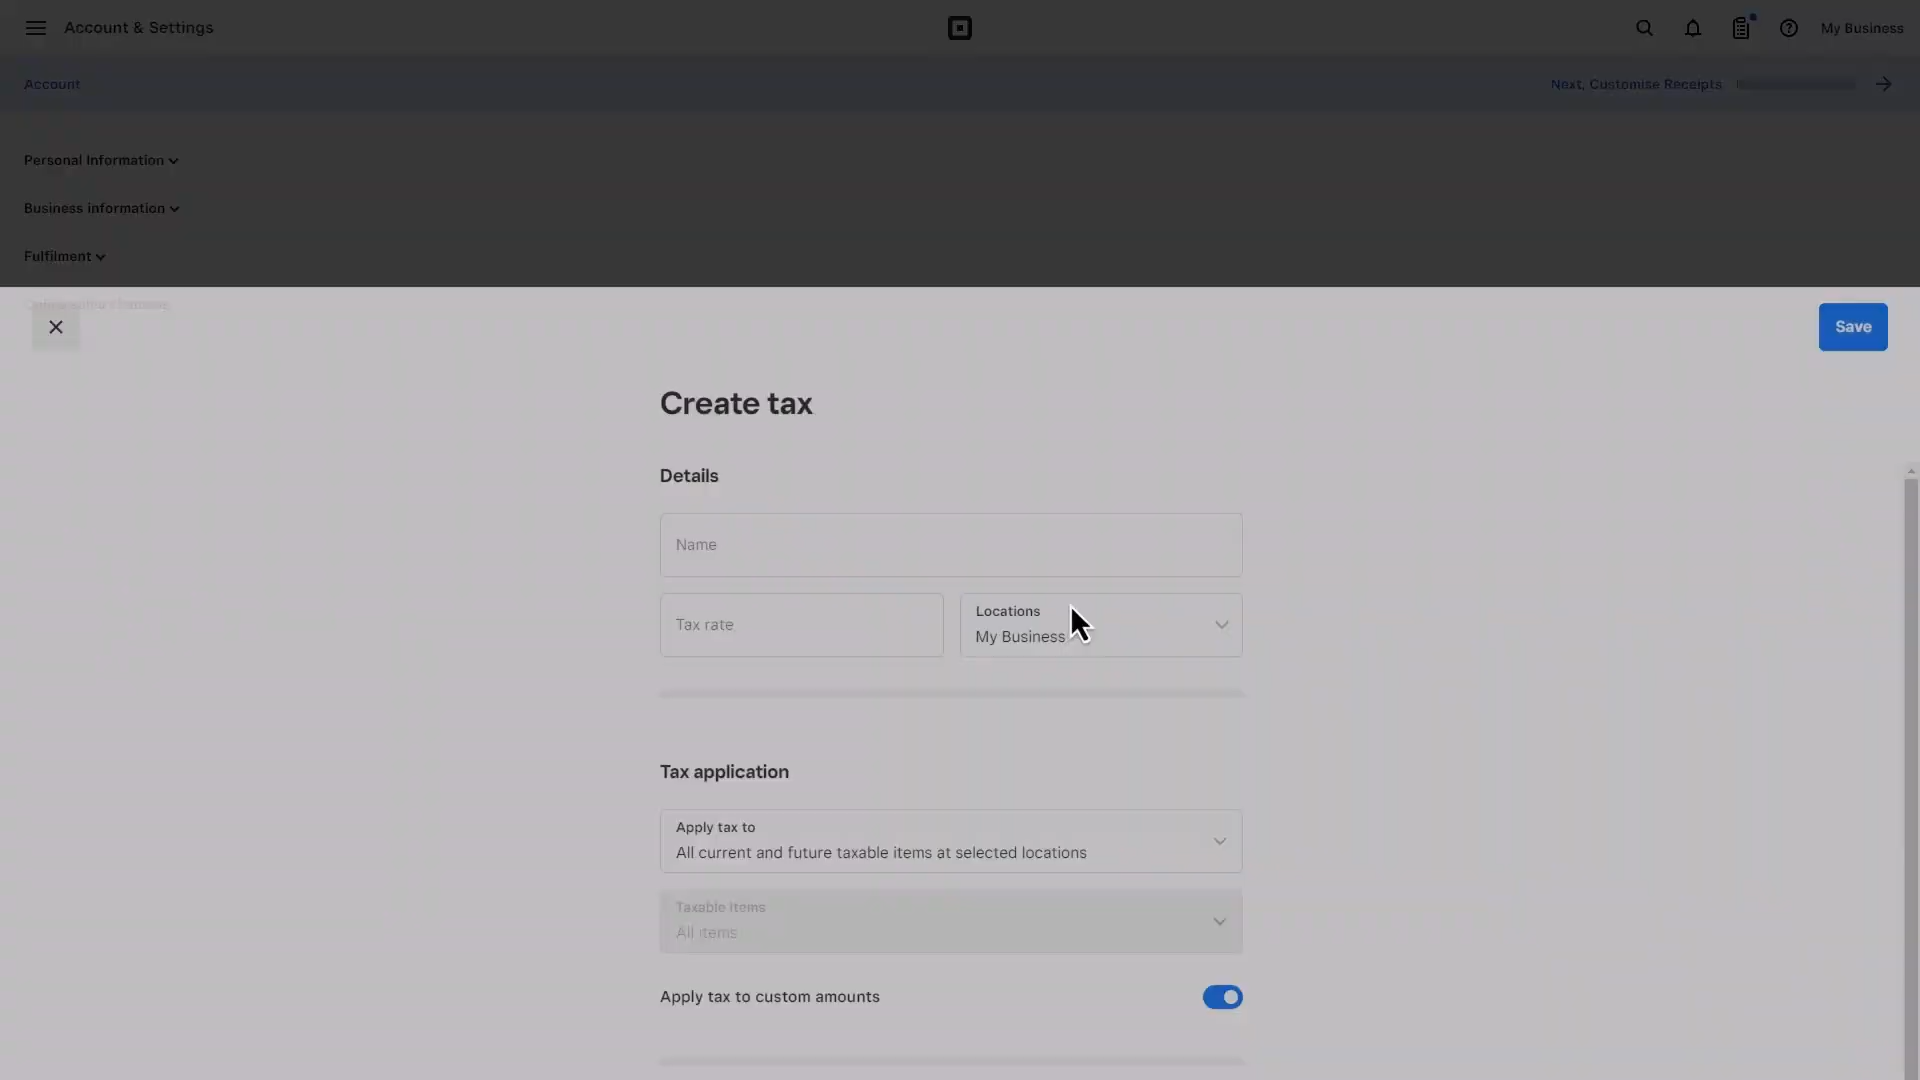 Account & Settings
My Business
Account
Next, Customise Receipts
Personal Information
Business information
Fulfilment
Save
Create tax
Details
Name
Tax rate
Locations
My Business
Tax application
Apply tax to
All current and future taxable items at selected locations
Taxable items
All items
Apply tax to custom amounts